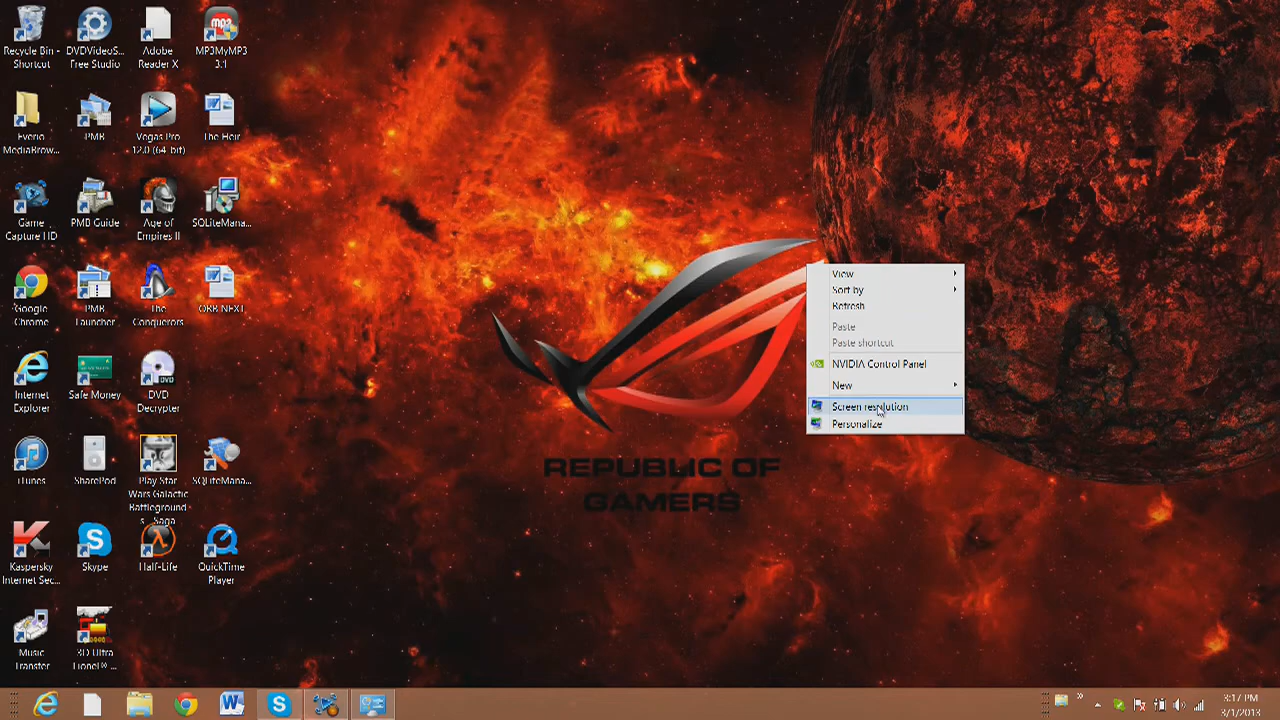 Recycle Bin -
Shortcut
DVDVideoS...
Free Studio
Adobe
Reader X
MP3MyMP3
3.1
Everio
MediaBrow...
PMB
Vegas Pro
12.0 (64-bit)
The Heir
Game
Capture HD
PMB Guide
Age of
Empires II
SQLiteMana...
Google
Chrome
PMB
Launcher
The
Conquerors
ORB NEXT
Internet
Explorer
Safe Money
DVD
Decrypter
iTunes
SharePod
Play Star
Wars Galactic
Battleground
s Saga
SQLiteMana...
Kaspersky
Internet Sec...
Skype
Half-Life
QuickTime
Player
Music
Transfer
3D Ultra
Lionel® ...
REPUBLIC OF
GAMERS
View
Sort by
Refresh
Paste
Paste shortcut
NVIDIA Control Panel
New
Screen resolution
Personalize
3:17 PM
3/1/2013